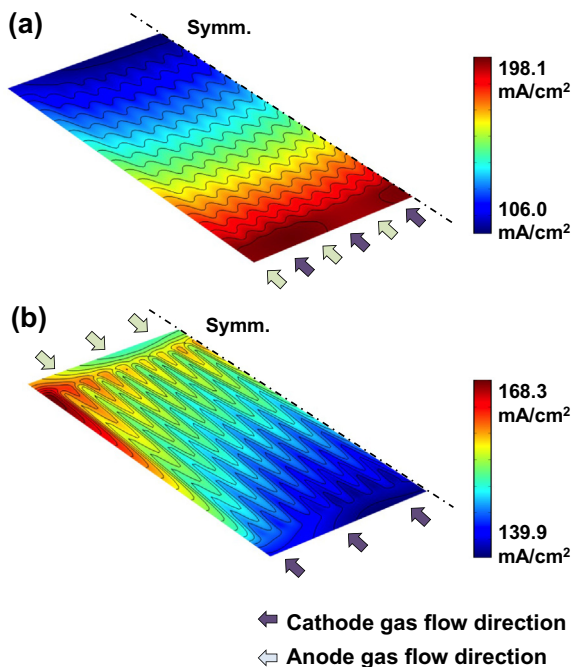 (a)
Symm.
198.1
mA/cm²
106.0
mA/cm²
(b)
Symm.
168.3
mA/cm²
139.9
mA/cm²
Cathode gas flow direction
Anode gas flow direction